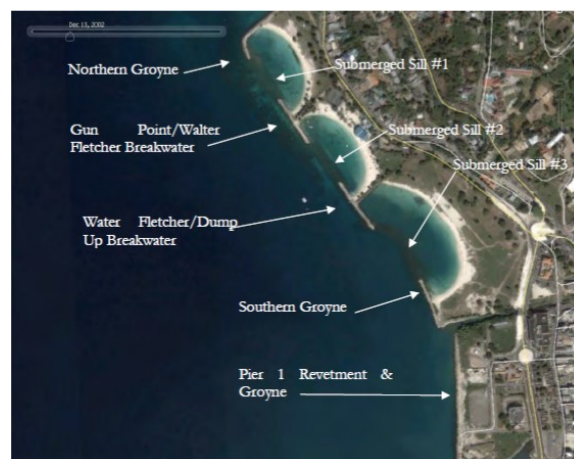 Dec 13, 2002
Northern Groyne
Submerged Sill #1
Gun Point/Walter
Fletcher Breakwater
Submerged Sill #2
Submerged Sill #3
Water Fletcher/Dump
Up Breakwater
Southern Groyne
Pier 1 Revetment &
Groyne